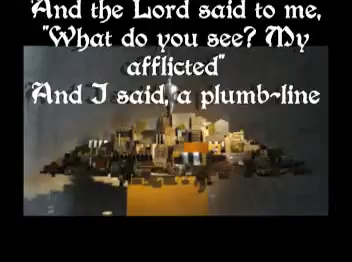 And the Lord said to me,
"What do you see? My
afflicted"
And I said, a plumb-line